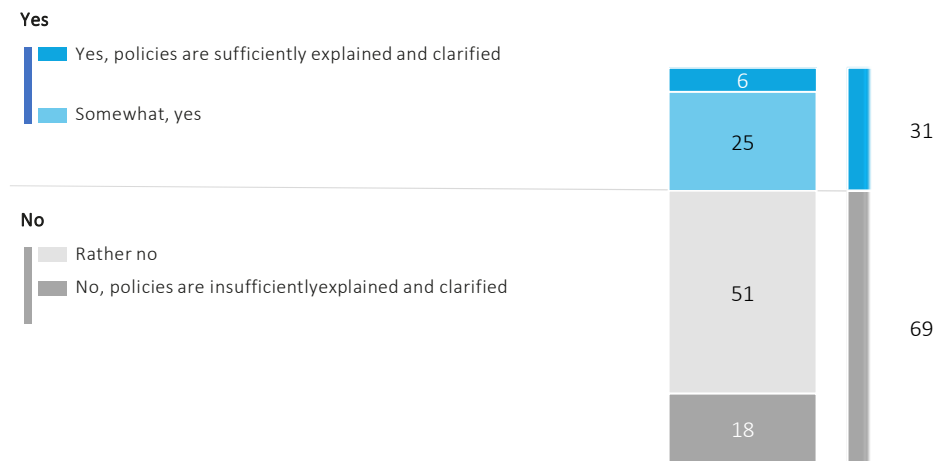 Yes
Yes, policies are sufficiently explained and clarified
Somewhat, yes
6
25
31
No
Rather no
No, policies are insufficientlyexplained and clarified
51
69
18